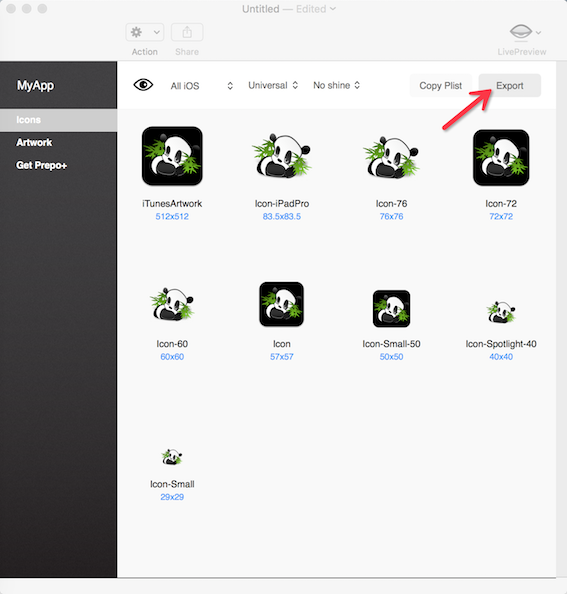 Untitled — Edited
Action
Share
LivePreview
MyApp
All iOS
Universal
No shine
Copy Plist
Export
Icons
Artwork
Get Prepo+
iTunesArtwork
512x512
Icon-iPadPro
83.5x83.5
Icon-76
76x76
Icon-72
72x72
Icon-60
60x60
Icon
57x57
Icon-Small-50
50x50
Icon-Spotlight-40
40x40
Icon-Small
29x29